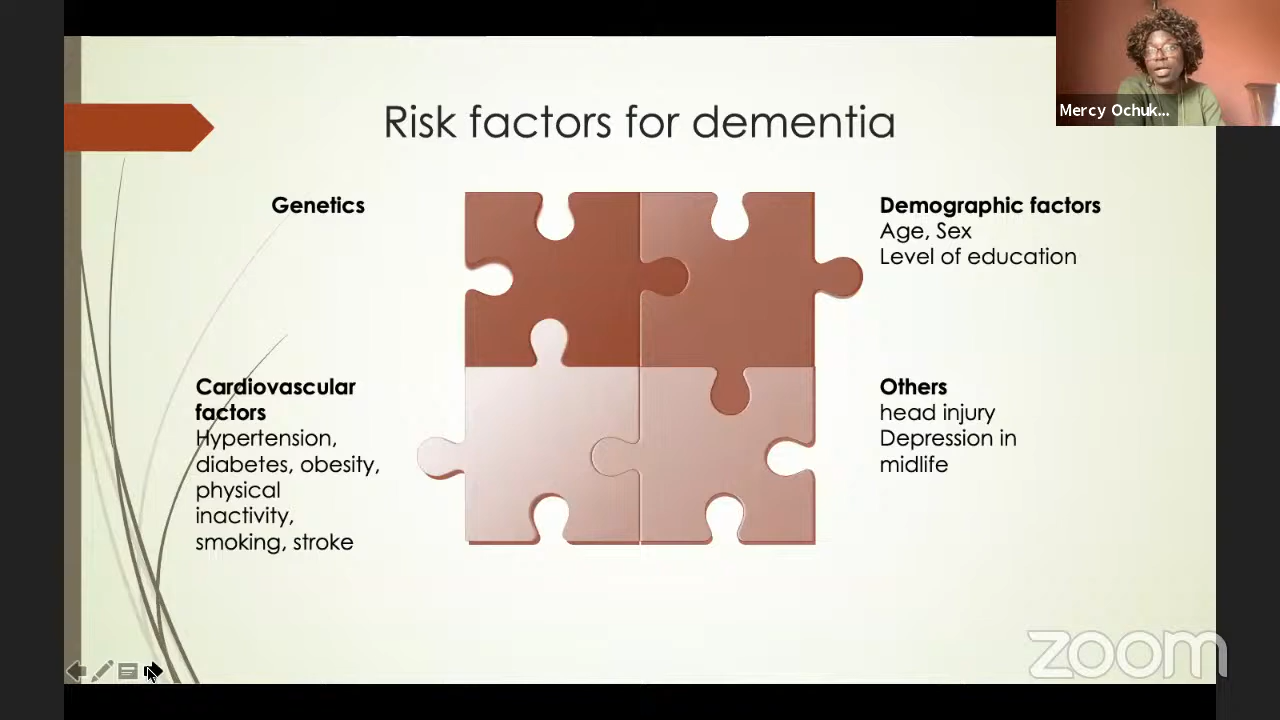 Mercy Ochuk...
Risk factors for dementia
Genetics
Demographic factors
Age, Sex
Level of education
Cardiovascular
factors
Hypertension,
diabetes, obesity,
physical
inactivity,
smoking, stroke
Others
head injury
Depression in
midlife
zoom